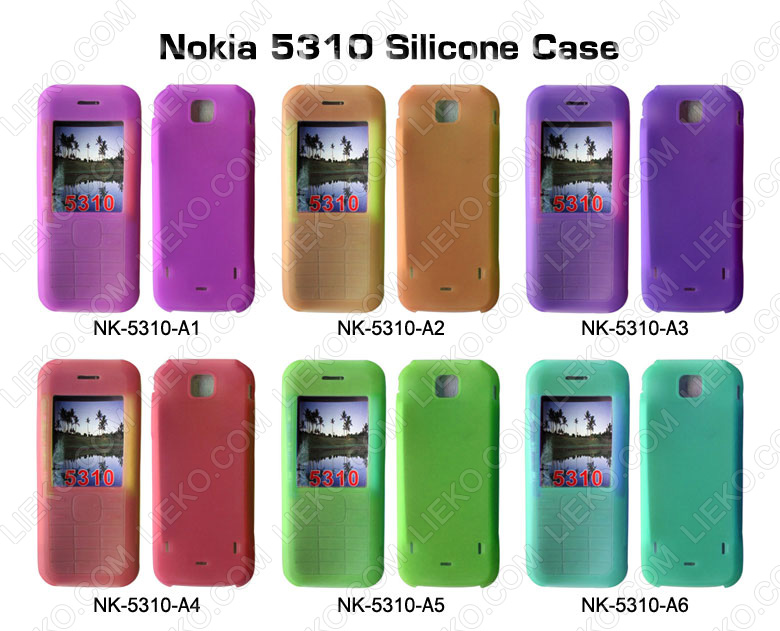 Nokia 5310 Silicone Case
5310 5310 5310
NK-5310-A1 NK-5310-A2 NK-5310-A3
5310 5310 5310
NK-5310-A4 NK-5310-A5 NK-5310-A6
LIEKO.COM